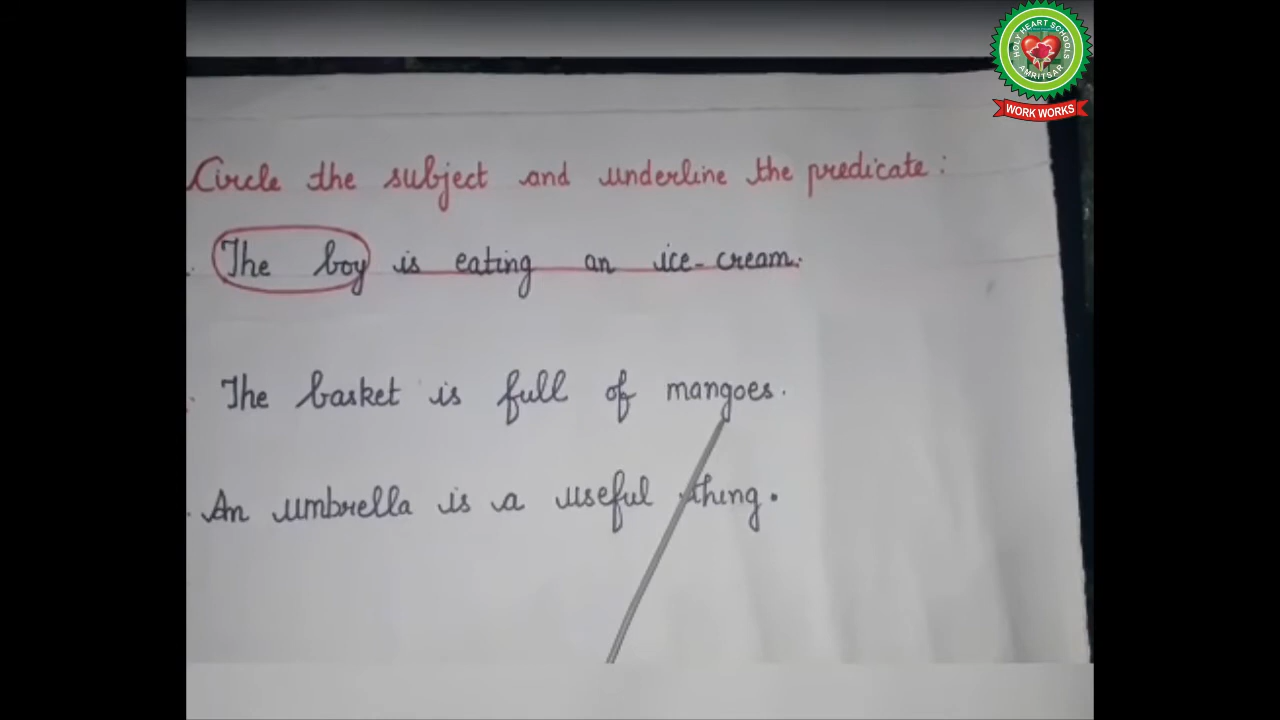 HOLY HEART SCHOOLS
AMRITSAR
WORK WORKS
Circle the subject and underline the predicate:
The boy is eating an ice-cream.
The basket is full of mangoes.
An umbrella is a useful thing.